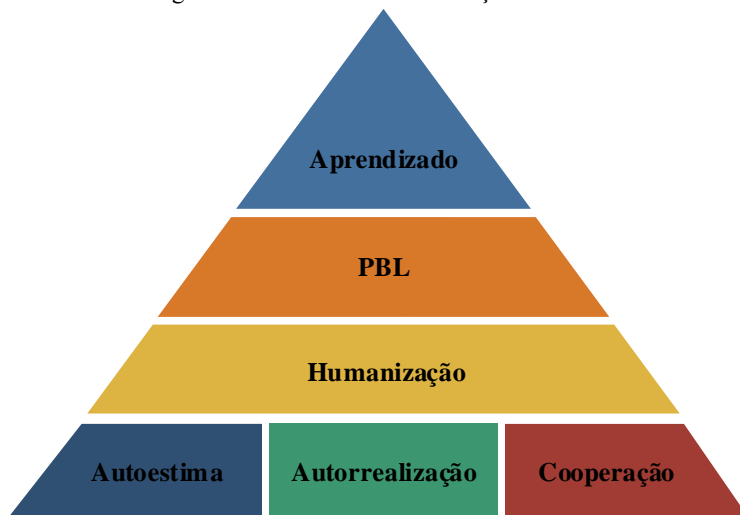 Aprendizado
PBL
Humanização
Autoestima
Autorrealização
Cooperação